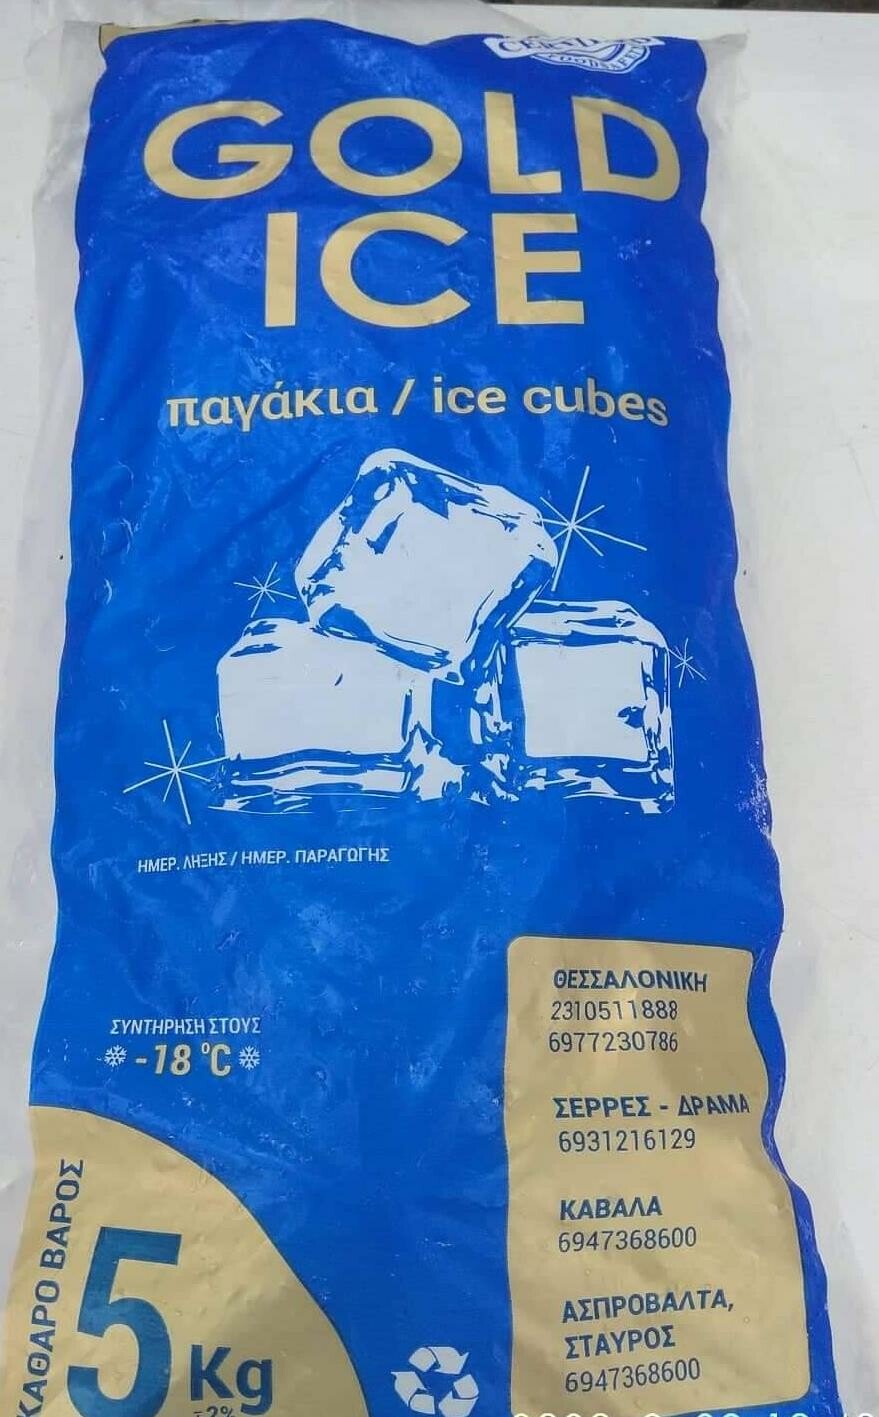 GOLD
ICE
παγάκια / ice cubes
ΗΜΕΡ. ΛΗΞΗΣ / ΗΜΕΡ. ΠΑΡΑΓΩΓΗΣ
ΣΥΝΤΗΡΗΣΗ ΣΤΟΥΣ
-18 °C
ΚΑΘΑΡΟ ΒΑΡΟΣ
5 Kg
ΘΕΣΣΑΛΟΝΙΚΗ
2310511888
6977230786
ΣΕΡΡΕΣ - ΔΡΑΜΑ
6931216129
ΚΑΒΑΛΑ
6947368600
ΑΣΠΡΟΒΑΛΤΑ,
ΣΤΑΥΡΟΣ
6947368600